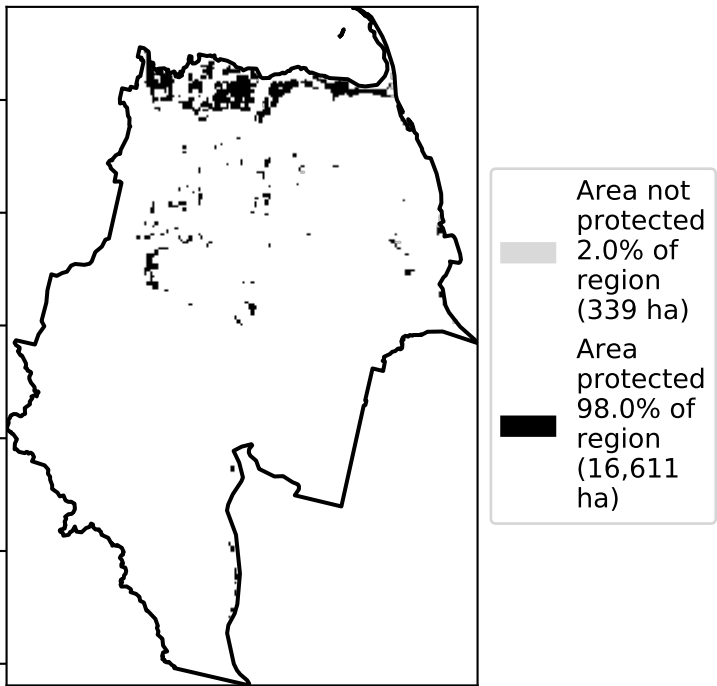 Area not
protected
2.0% of
region
(339 ha)
Area
protected
98.0% of
region
(16,611
ha)